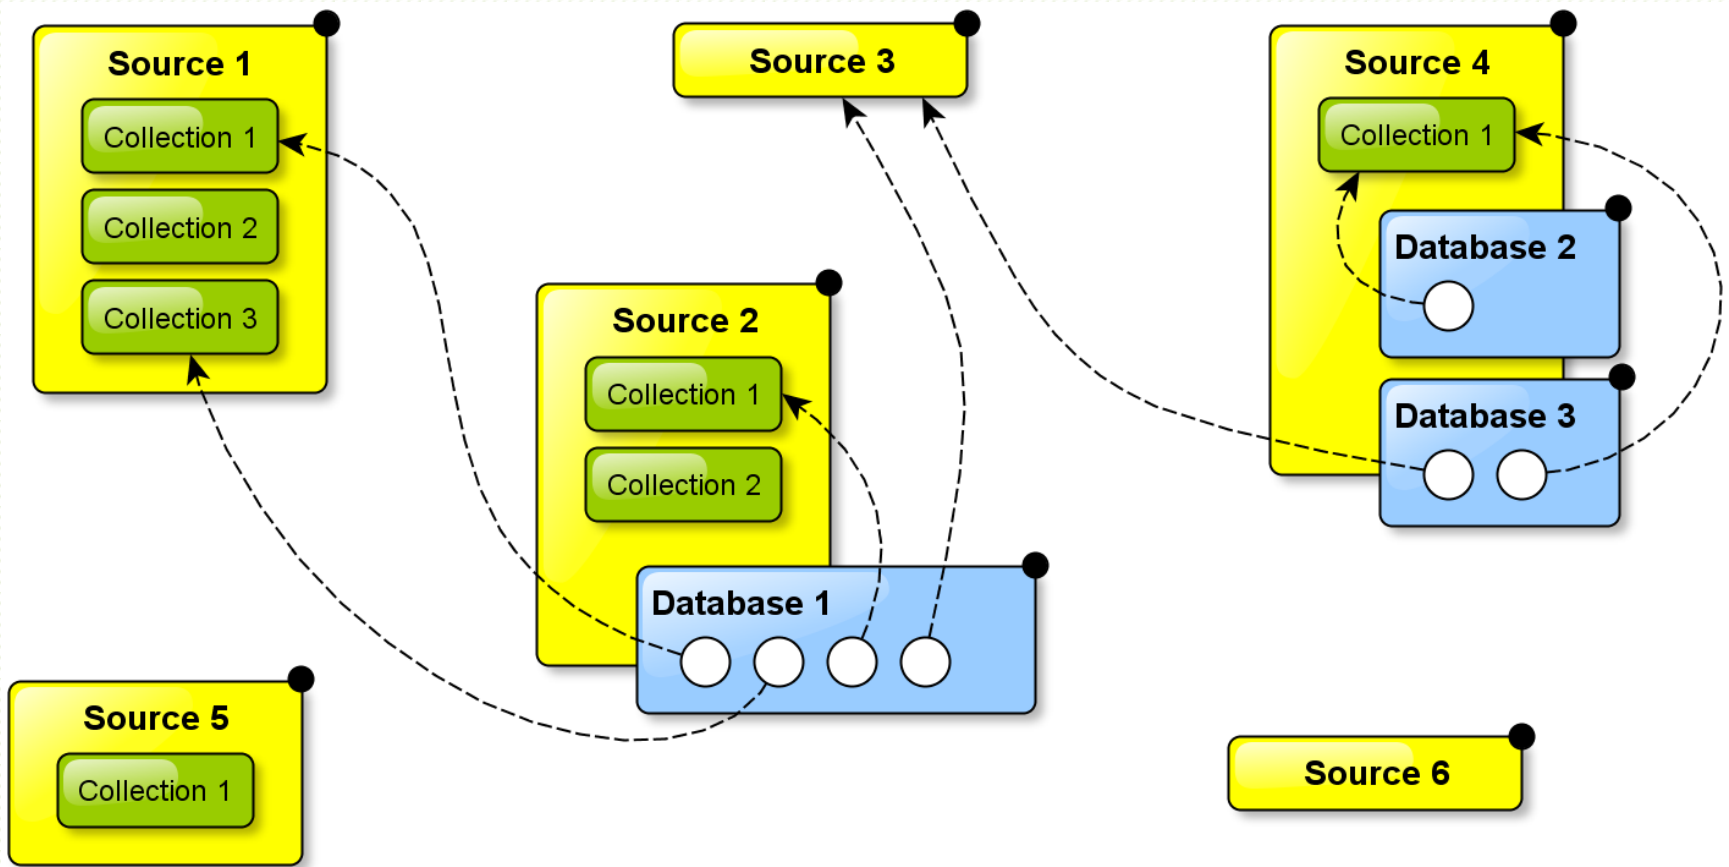 Source 1
Collection 1
Collection 2
Collection 3
Source 3
Source 4
Collection 1
Database 2
Database 3
Source 2
Collection 1
Collection 2
Database 1
Source 5
Collection 1
Source 6